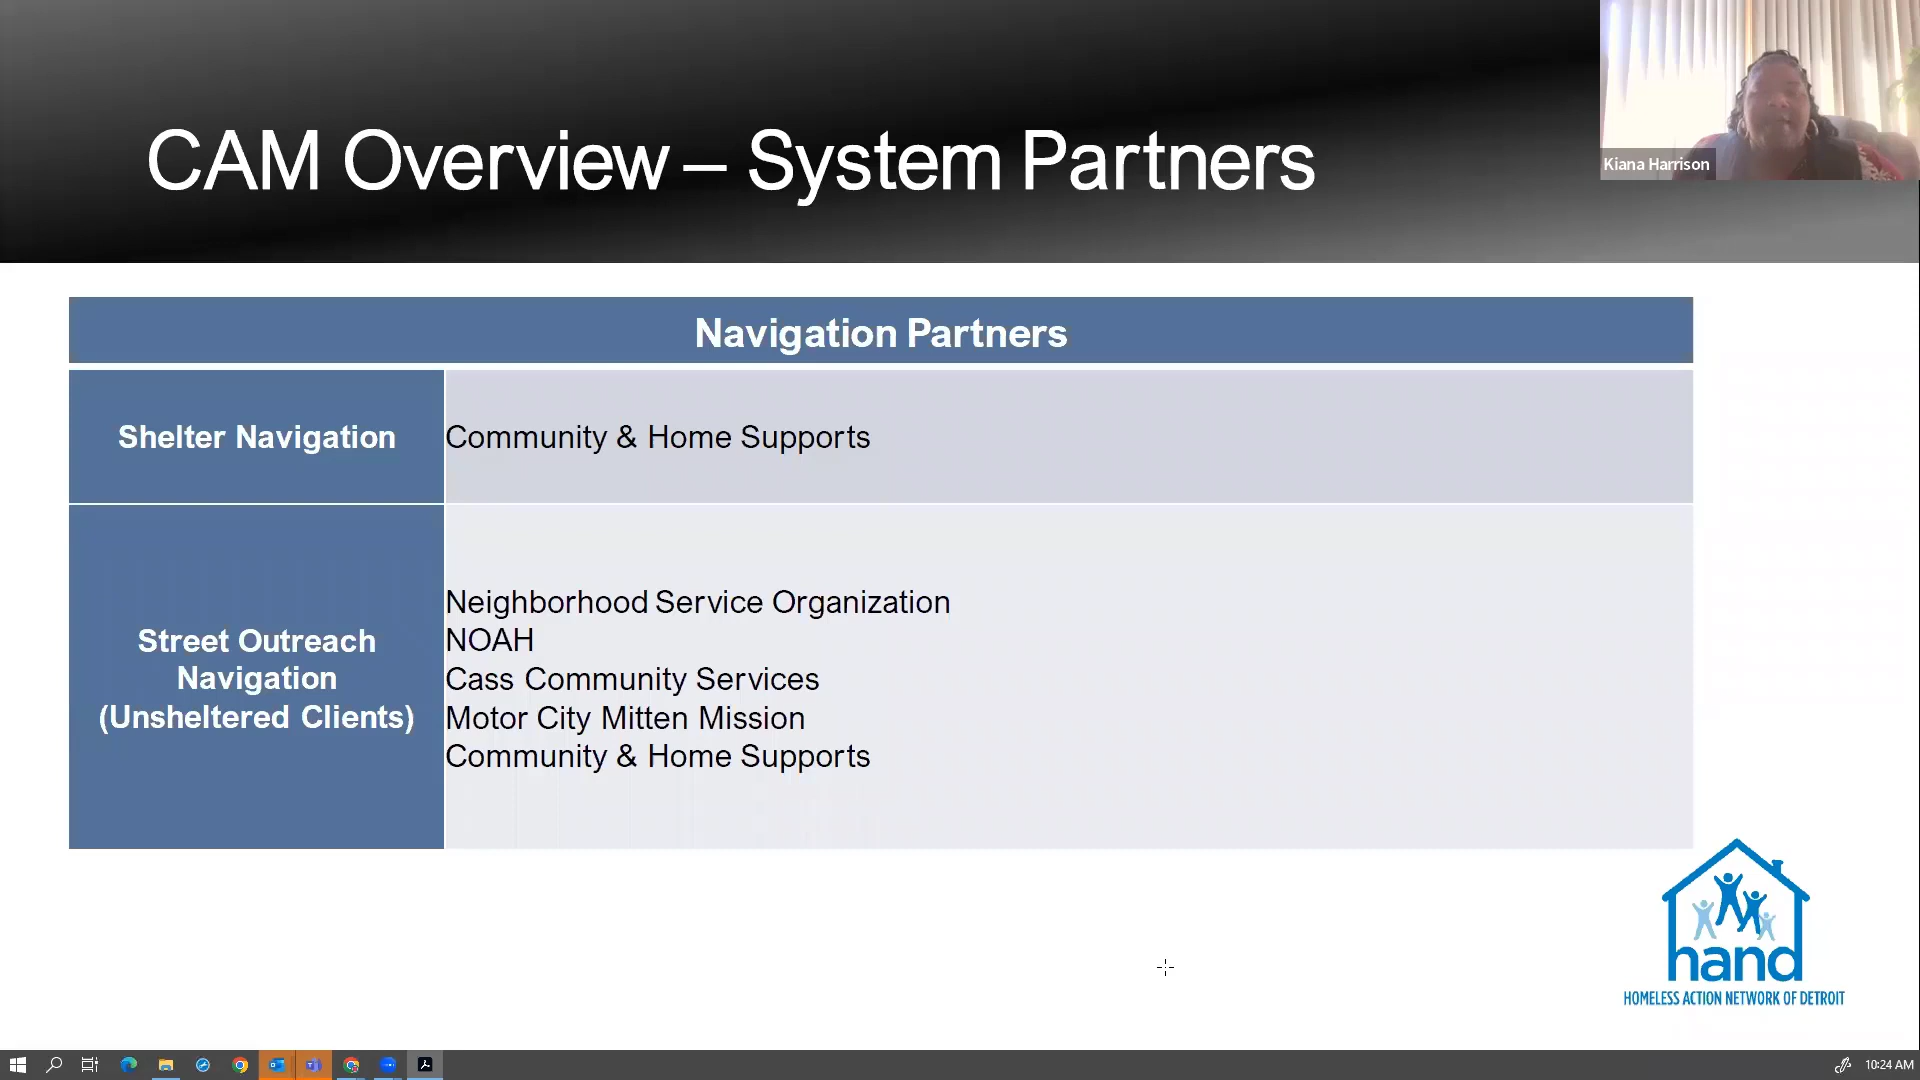 CAM Overview – System Partners
Kiana Harrison
Navigation Partners
Shelter Navigation
Community & Home Supports
Street Outreach
Navigation
(Unsheltered Clients)
Neighborhood Service Organization
NOAH
Cass Community Services
Motor City Mitten Mission
Community & Home Supports
hand
HOMELESS ACTION NETWORK OF DETROIT
10:24 AM